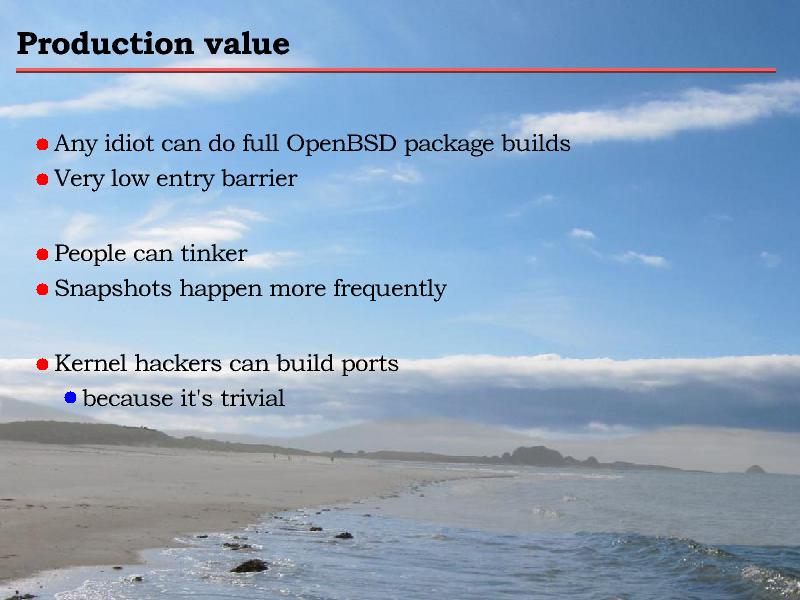 Production value
Any idiot can do full OpenBSD package builds
Very low entry barrier
People can tinker
Snapshots happen more frequently
Kernel hackers can build ports
because it's trivial